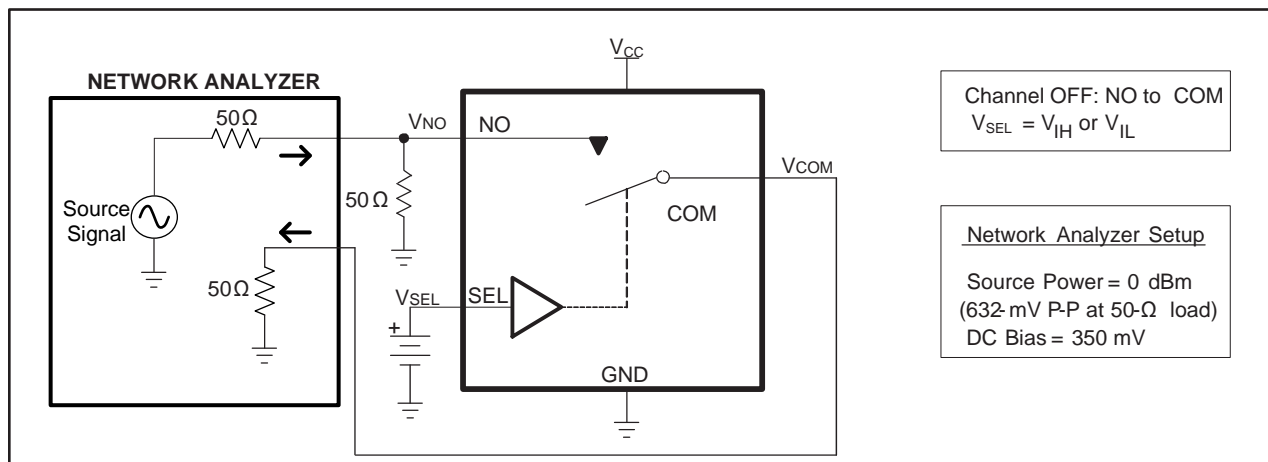 NETWORK ANALYZER
50Ω
Source
Signal
50Ω
VNO
NO
50Ω
VCC
VCOM
COM
VSEL
SEL
+
GND
Channel OFF: NO to COM
VSEL = VIH or VIL
Network Analyzer Setup
Source Power = 0 dBm
(632-mV P-P at 50-Ω load)
DC Bias = 350 mV